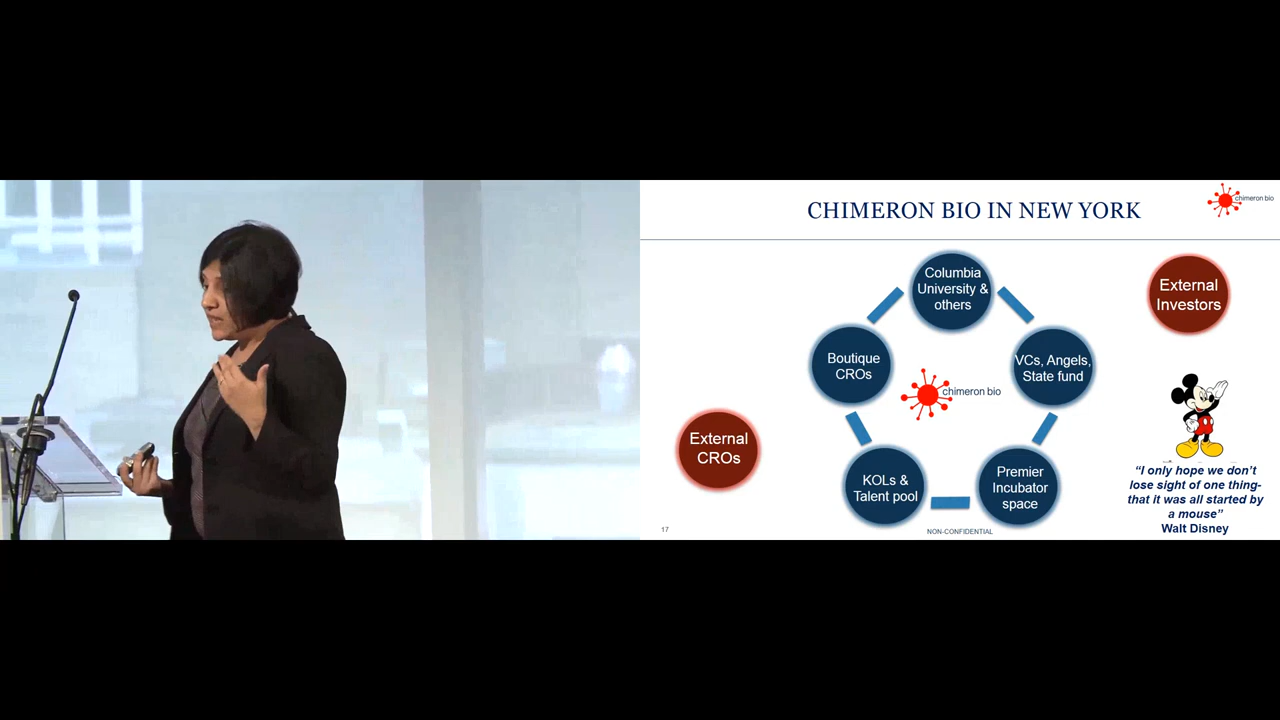 CHIMERON BIO IN NEW YORK
chimeron bio
Columbia
University &
others
External
Investors
Boutique
CROs
VCs, Angels,
State fund
chimeron bio
External
CROs
KOLs &
Talent pool
Premier
Incubator
space
“I only hope we don’t
lose sight of one thing-
that it was all started by
a mouse”
Walt Disney
17
NON-CONFIDENTIAL